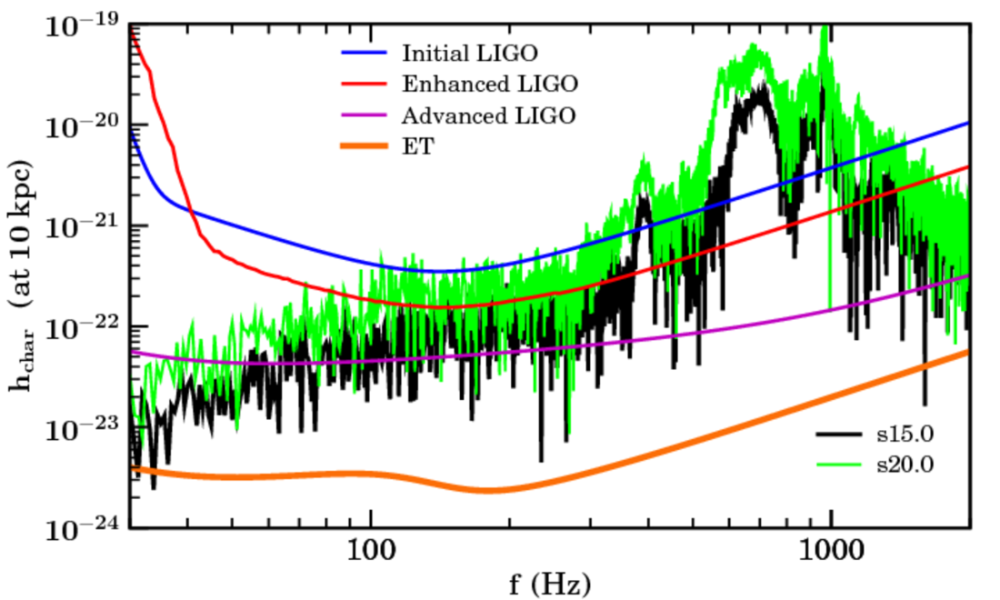 10⁻¹⁹
10⁻²⁰
10⁻²¹
10⁻²²
10⁻²³
10⁻²⁴
h_char (at 10 kpc)
Initial LIGO
Enhanced LIGO
Advanced LIGO
ET
s15.0
s20.0
100
1000
f (Hz)